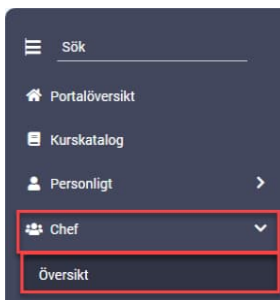 Sök
Portalöversikt
Kurskatalog
Personligt
Chef
Översikt